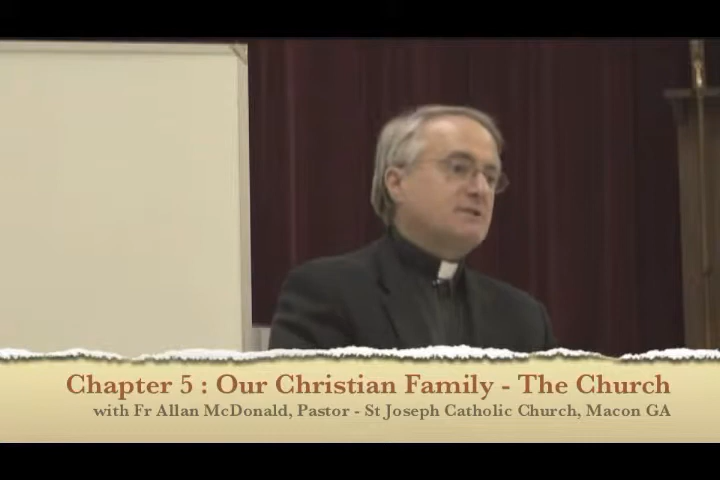 Chapter 5 : Our Christian Family - The Church
with Fr Allan McDonald, Pastor - St Joseph Catholic Church, Macon GA